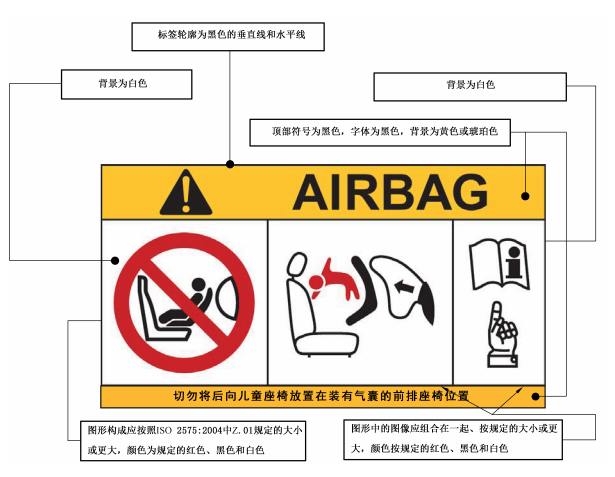 标签轮廓为黑色的垂直线和水平线
背景为白色
背景为白色
顶部符号为黑色，字体为黑色，背景为黄色或琥珀色
AIRBAG
切勿将后向儿童座椅放置在装有气囊的前排座椅位置
图形构成应按照ISO 2575:2004中Z.01规定的大小
或更大，颜色为规定的红色、黑色和白色
图形中的图像应组合在一起、按规定的大小或更
大，颜色按规定的红色、黑色和白色